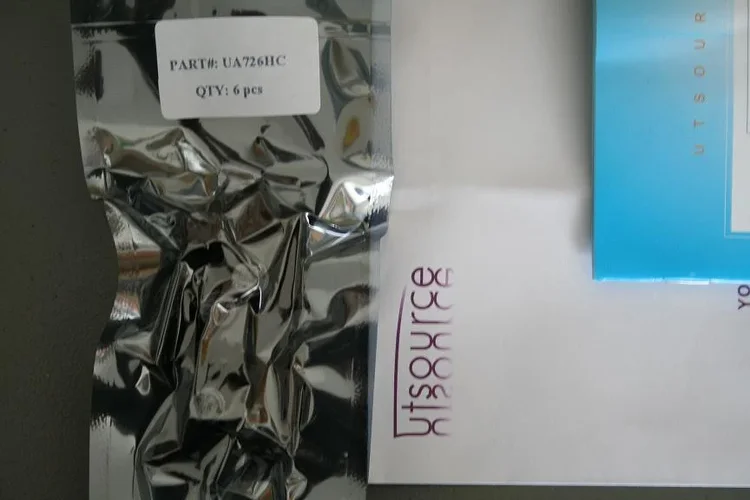 PART#: UA726HC
QTY: 6 pcs
utsource
UTSOUR
YO